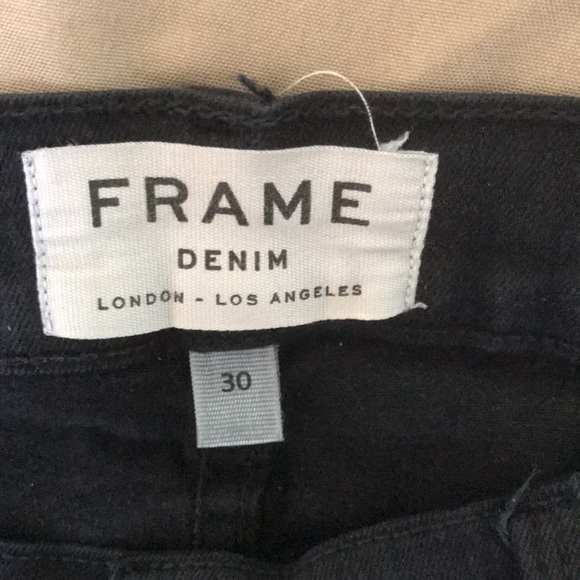 FRAME
DENIM
LONDON - LOS ANGELES
30